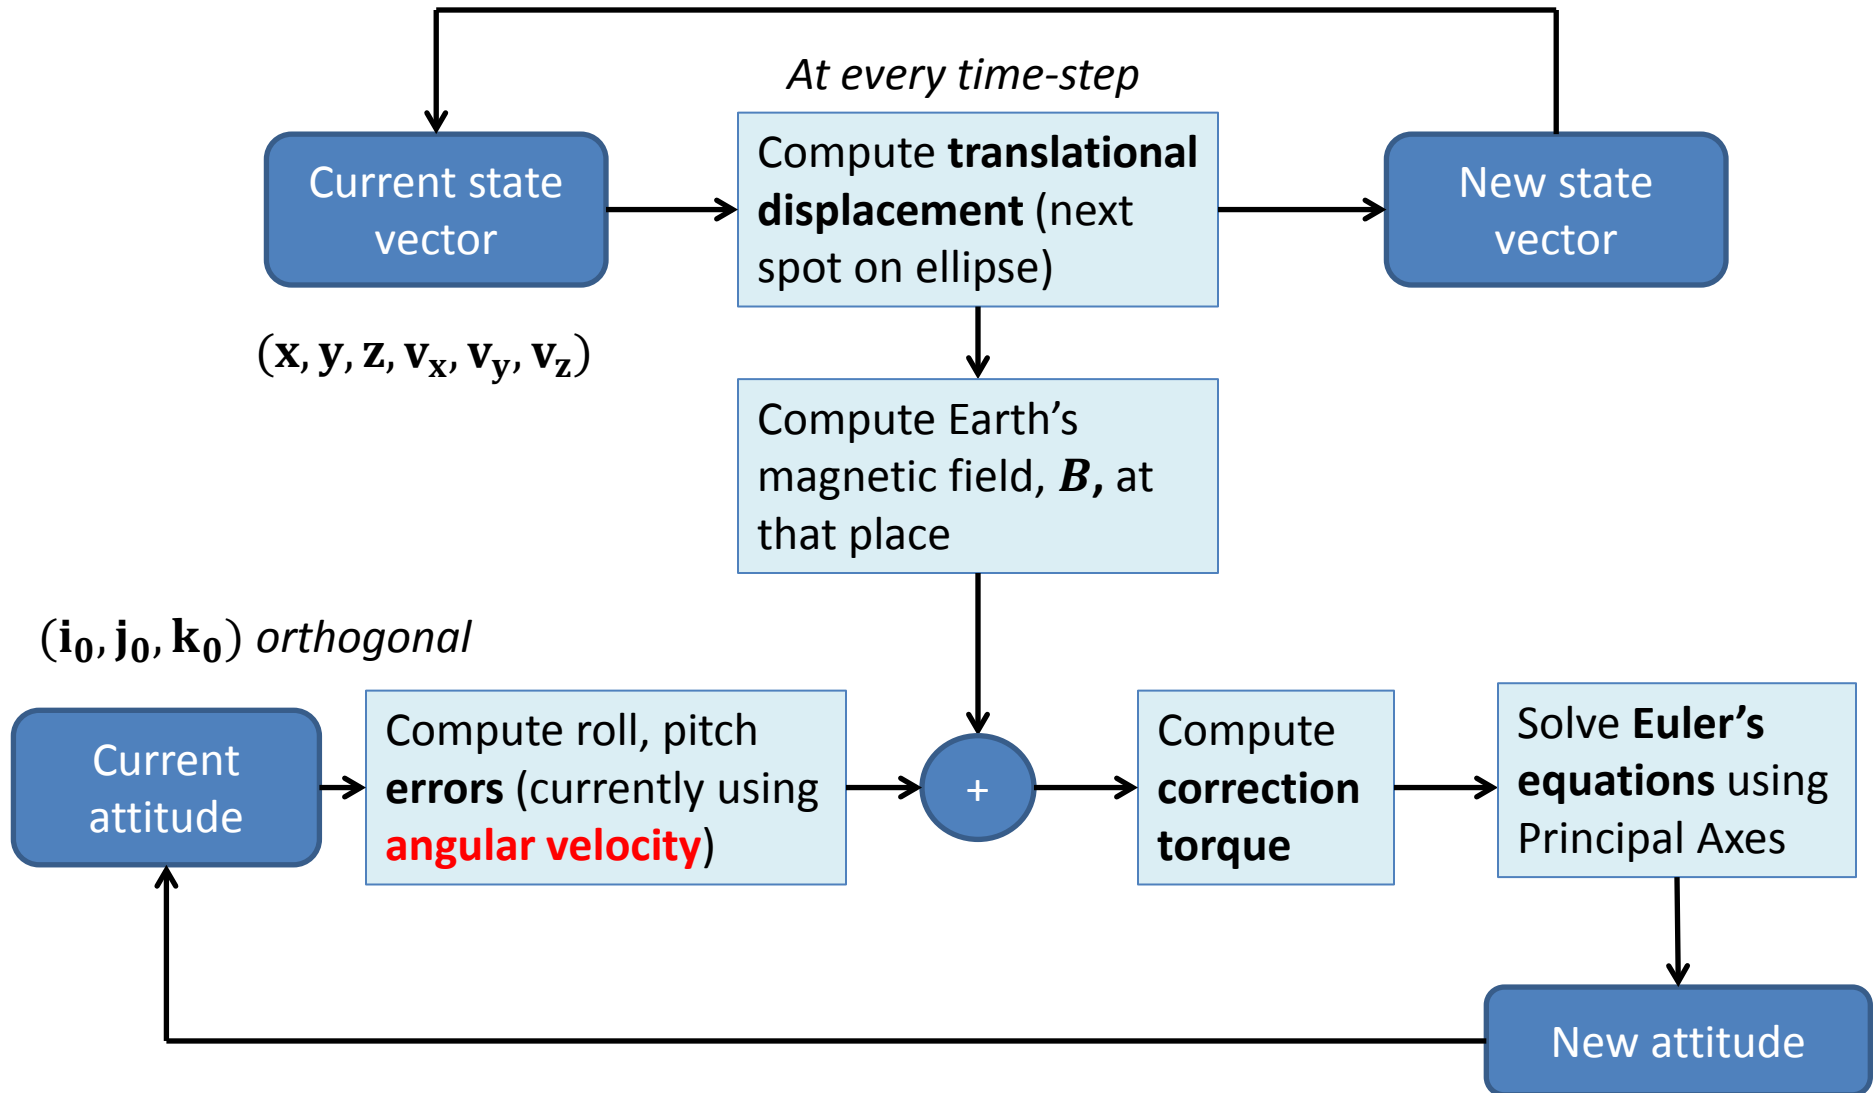 At every time-step
Current state
vector
Compute translational
displacement (next
spot on ellipse)
New state
vector
(x, y, z, vₓ, v_y, v_z)
Compute Earth’s
magnetic field, B, at
that place
(i₀, j₀, k₀) orthogonal
Current
attitude
Compute roll, pitch
errors (currently using
angular velocity)
+
Compute
correction
torque
Solve Euler’s
equations using
Principal Axes
New attitude